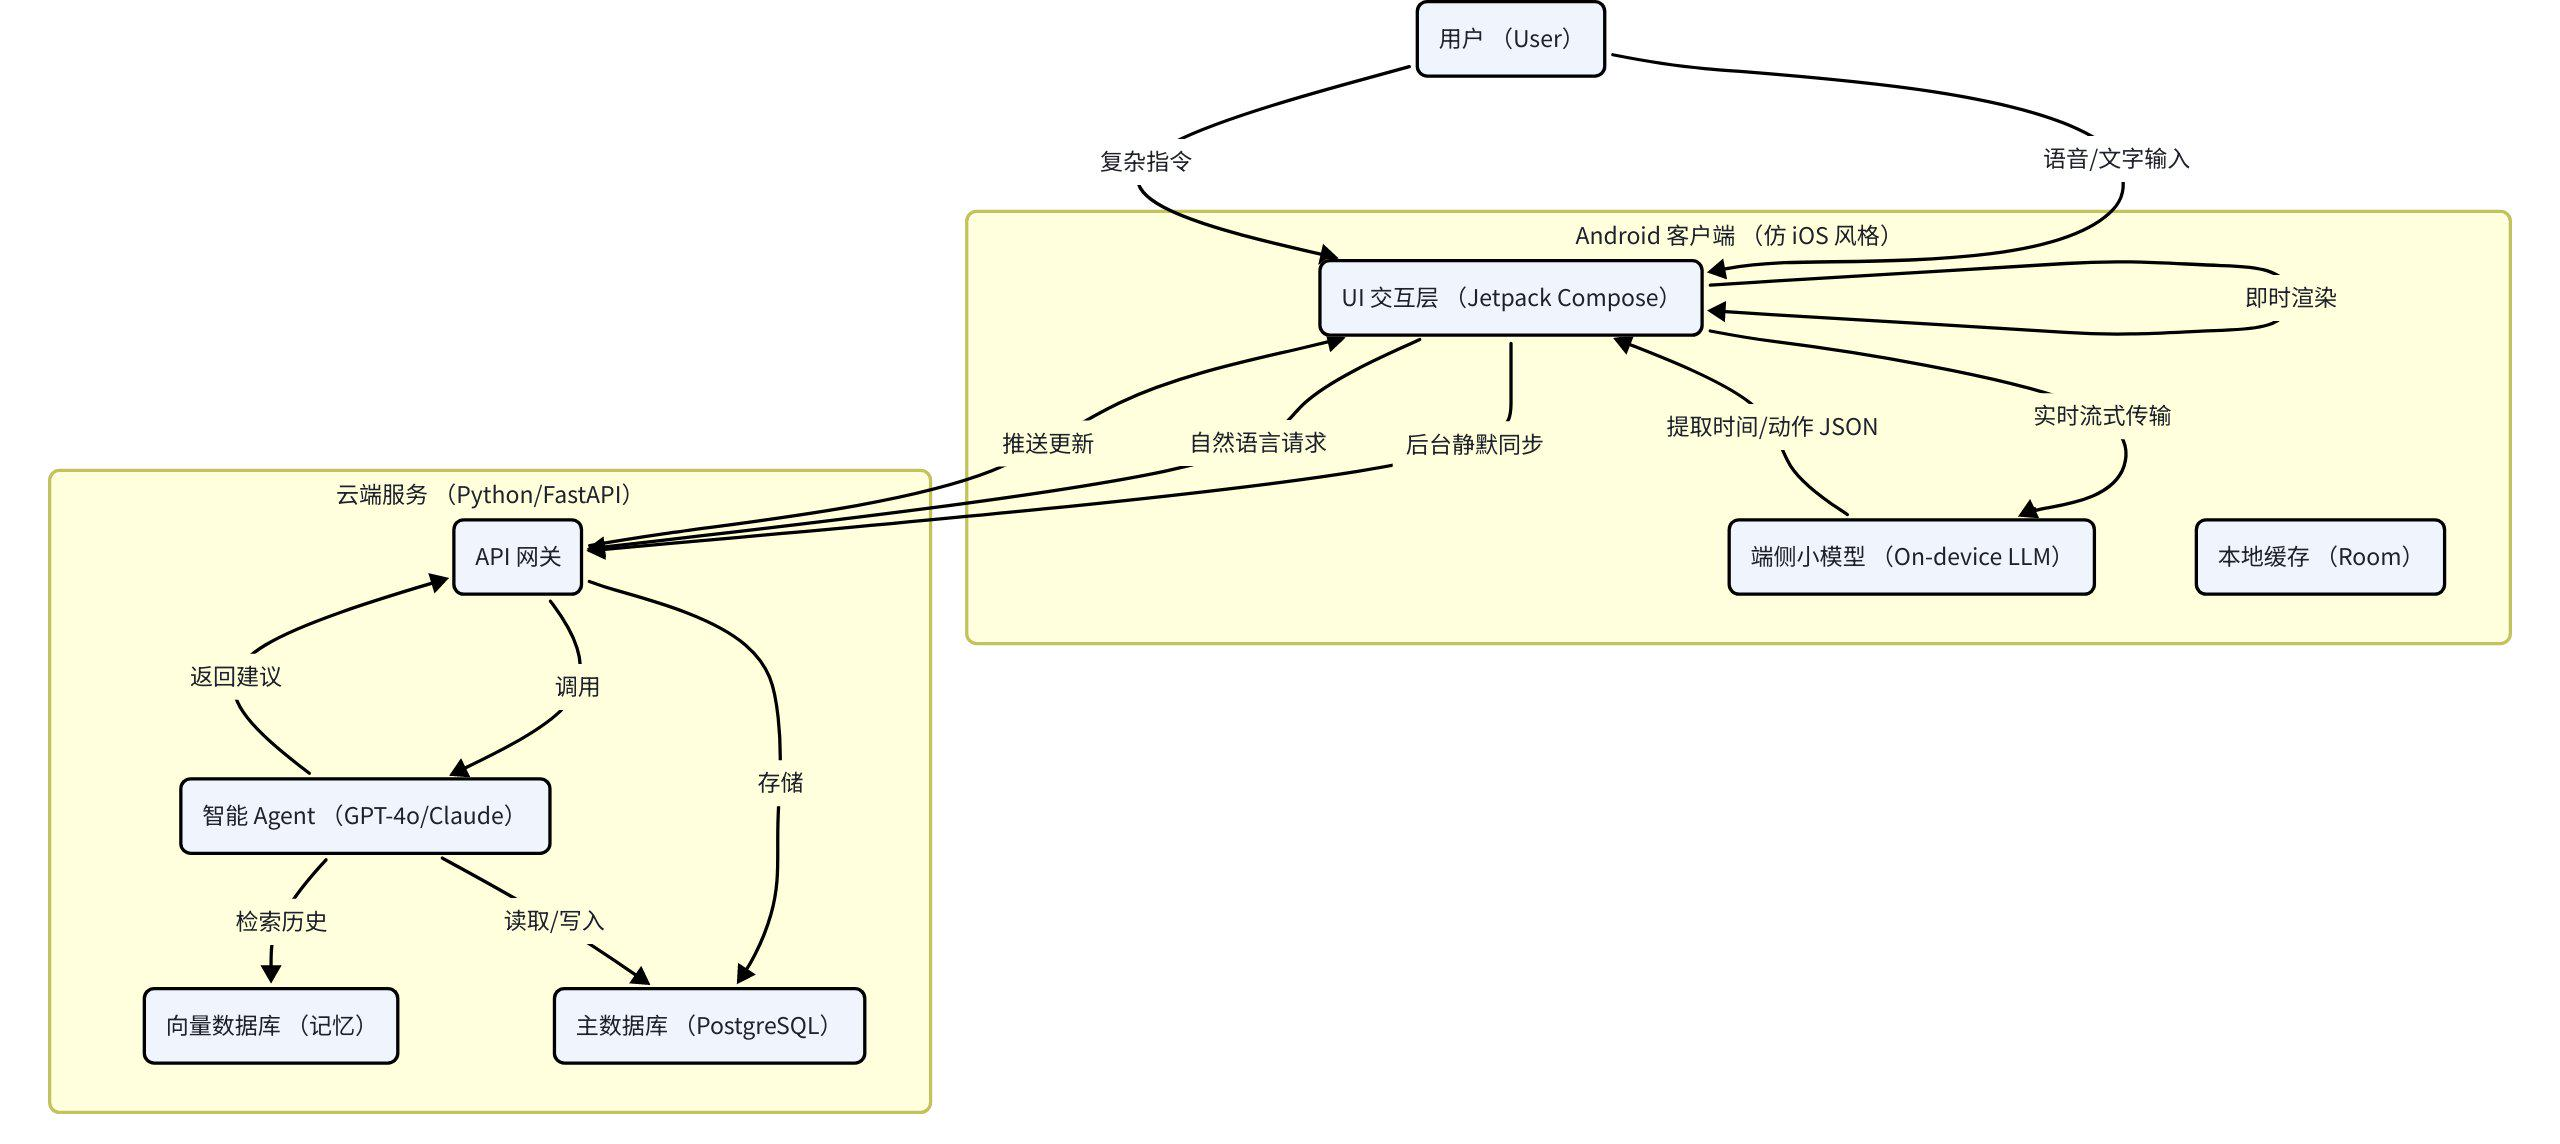 用户 （User）
复杂指令
语音/文字输入
Android 客户端 （仿 iOS 风格）
UI 交互层 （Jetpack Compose）
即时渲染
推送更新
自然语言请求
后台静默同步
提取时间/动作 JSON
实时流式传输
云端服务 （Python/FastAPI）
API 网关
端侧小模型 （On-device LLM）
本地缓存 （Room）
返回建议
调用
存储
智能 Agent （GPT-4o/Claude）
检索历史
读取/写入
向量数据库 （记忆）
主数据库 （PostgreSQL）